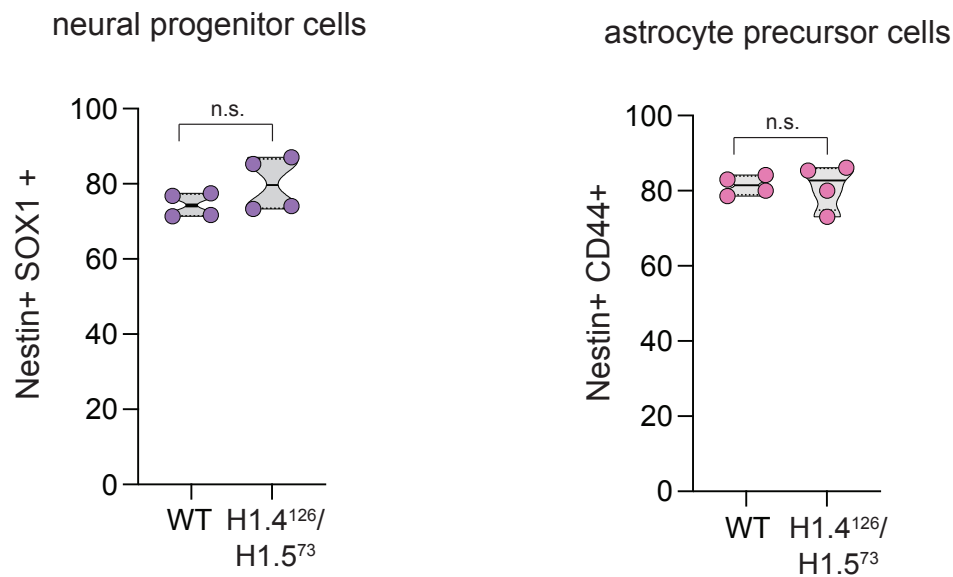 neural progenitor cells
n.s.
100
80
60
40
20
0
Nestin+ SOX1 +
WT
H1.4¹²⁶/
H1.5⁷³
astrocyte precursor cells
n.s.
100
80
60
40
20
0
Nestin+ CD44+
WT
H1.4¹²⁶/
H1.5⁷³